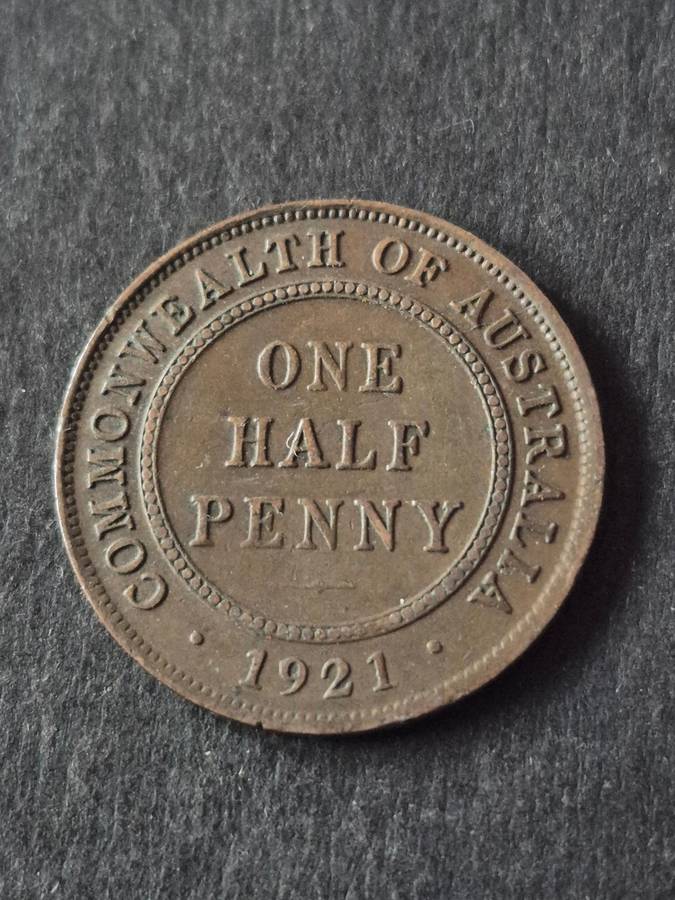 COMMONWEALTH OF AUSTRALIA
ONE
HALF
PENNY
1921